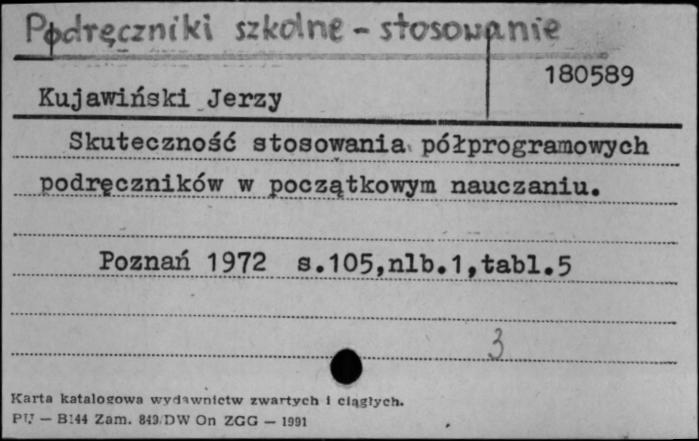 Podręczniki szkolne - stosowanie
180589
Kujawiński Jerzy
Skuteczność stosowania półprogramowych
podręczników w początkowym nauczaniu.
Poznań 1972 s.105,nlb.1,tabl.5
3
Karta katalogowa wydawnictw zwartych i ciągłych.
PU — B144 Zam. 849/DW On ZGG — 1991